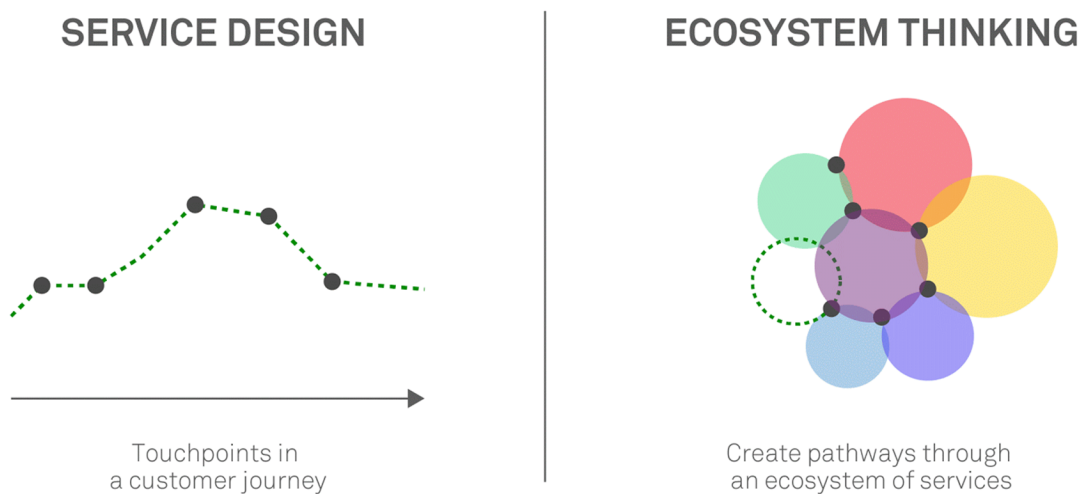 SERVICE DESIGN
Touchpoints in
a customer journey
ECOSYSTEM THINKING
Create pathways through
an ecosystem of services